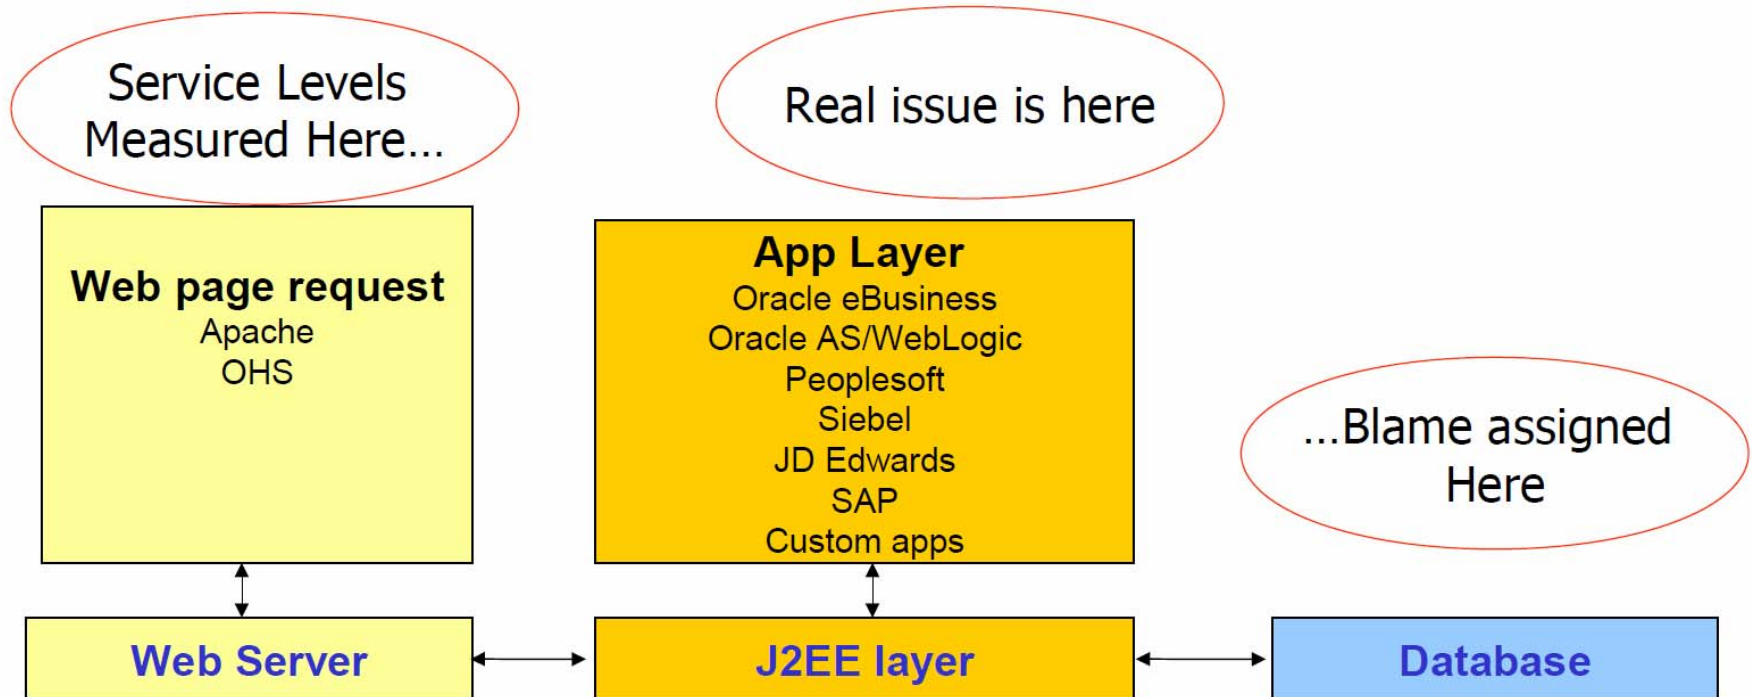 Service Levels
Measured Here...
Real issue is here
Web page request
Apache
OHS
App Layer
Oracle eBusiness
Oracle AS/WebLogic
Peoplesoft
Siebel
JD Edwards
SAP
Custom apps
...Blame assigned
Here
Web Server
J2EE layer
Database